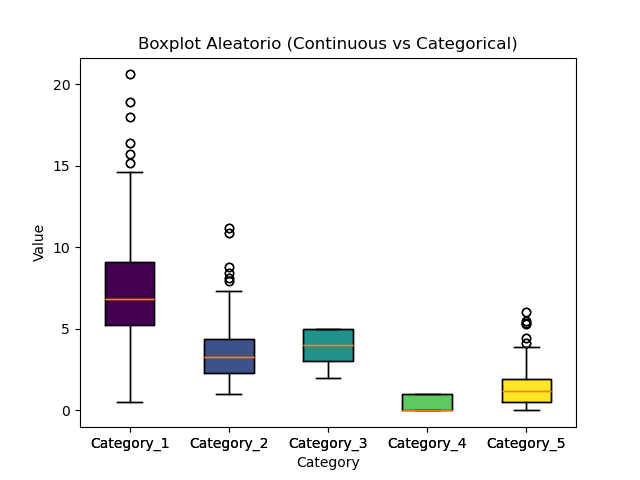 Boxplot Aleatorio (Continuous vs Categorical)
20
15
10
5
0
Value
Category_1 Category_2 Category_3 Category_4 Category_5
Category